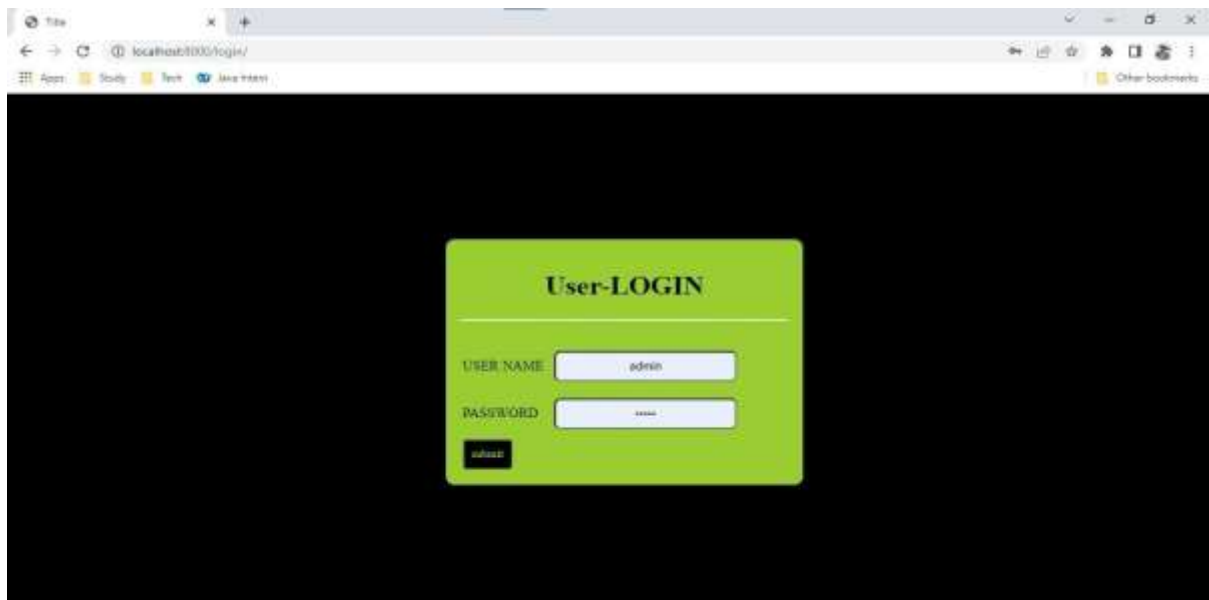 Title
localhost:8000/login/
Apps Study Tech Java Intern Other bookmarks
User-LOGIN
USER NAME admin
PASSWORD •••••
submit